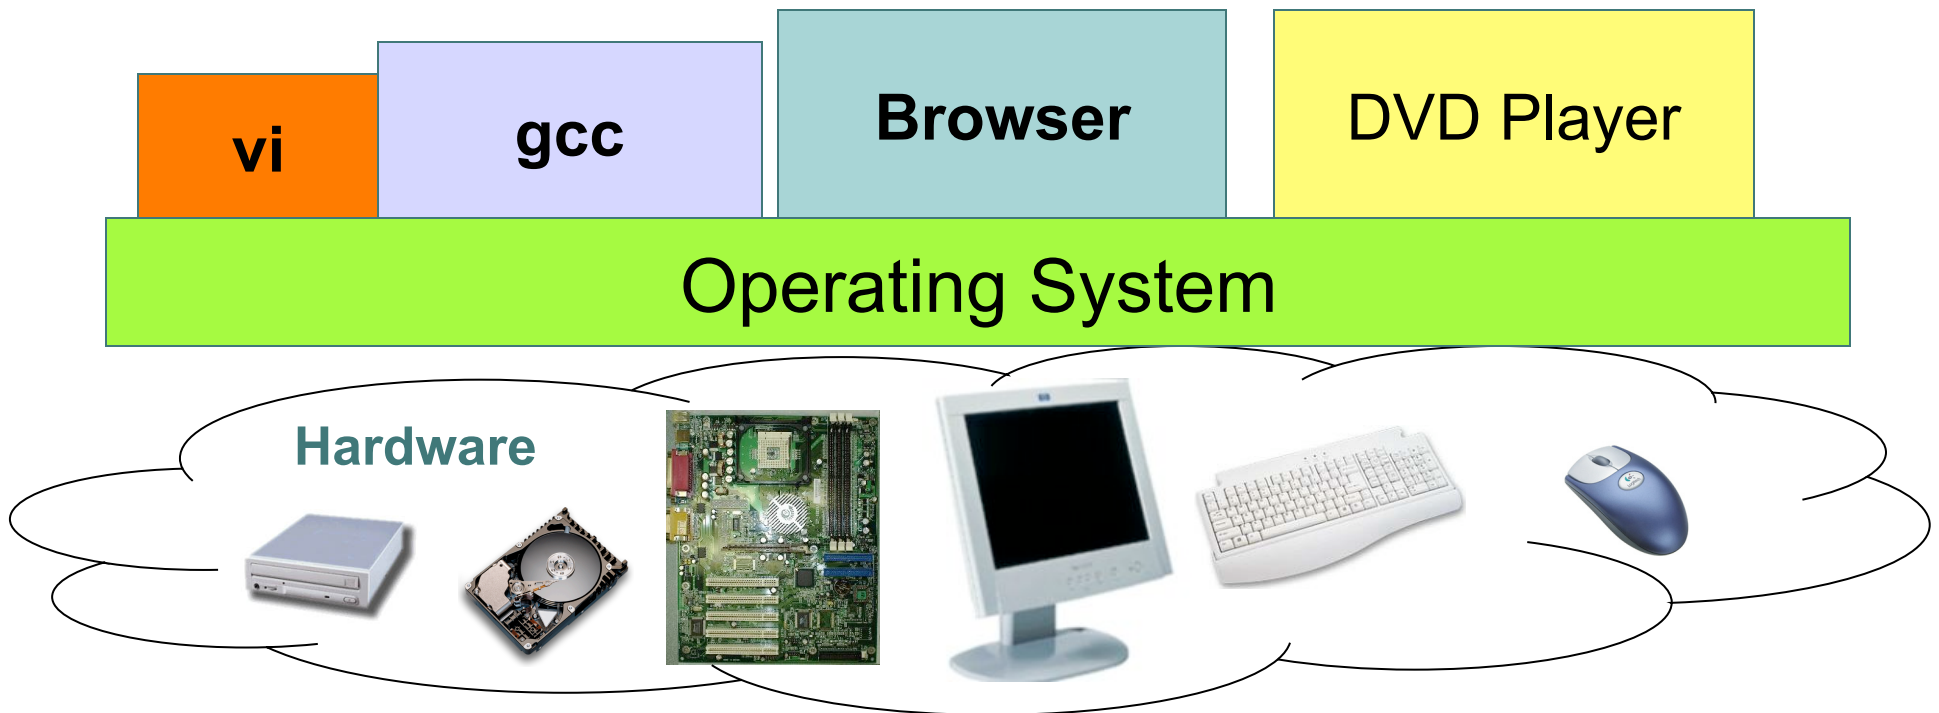 vi
gcc
Browser
DVD Player
Operating System
Hardware